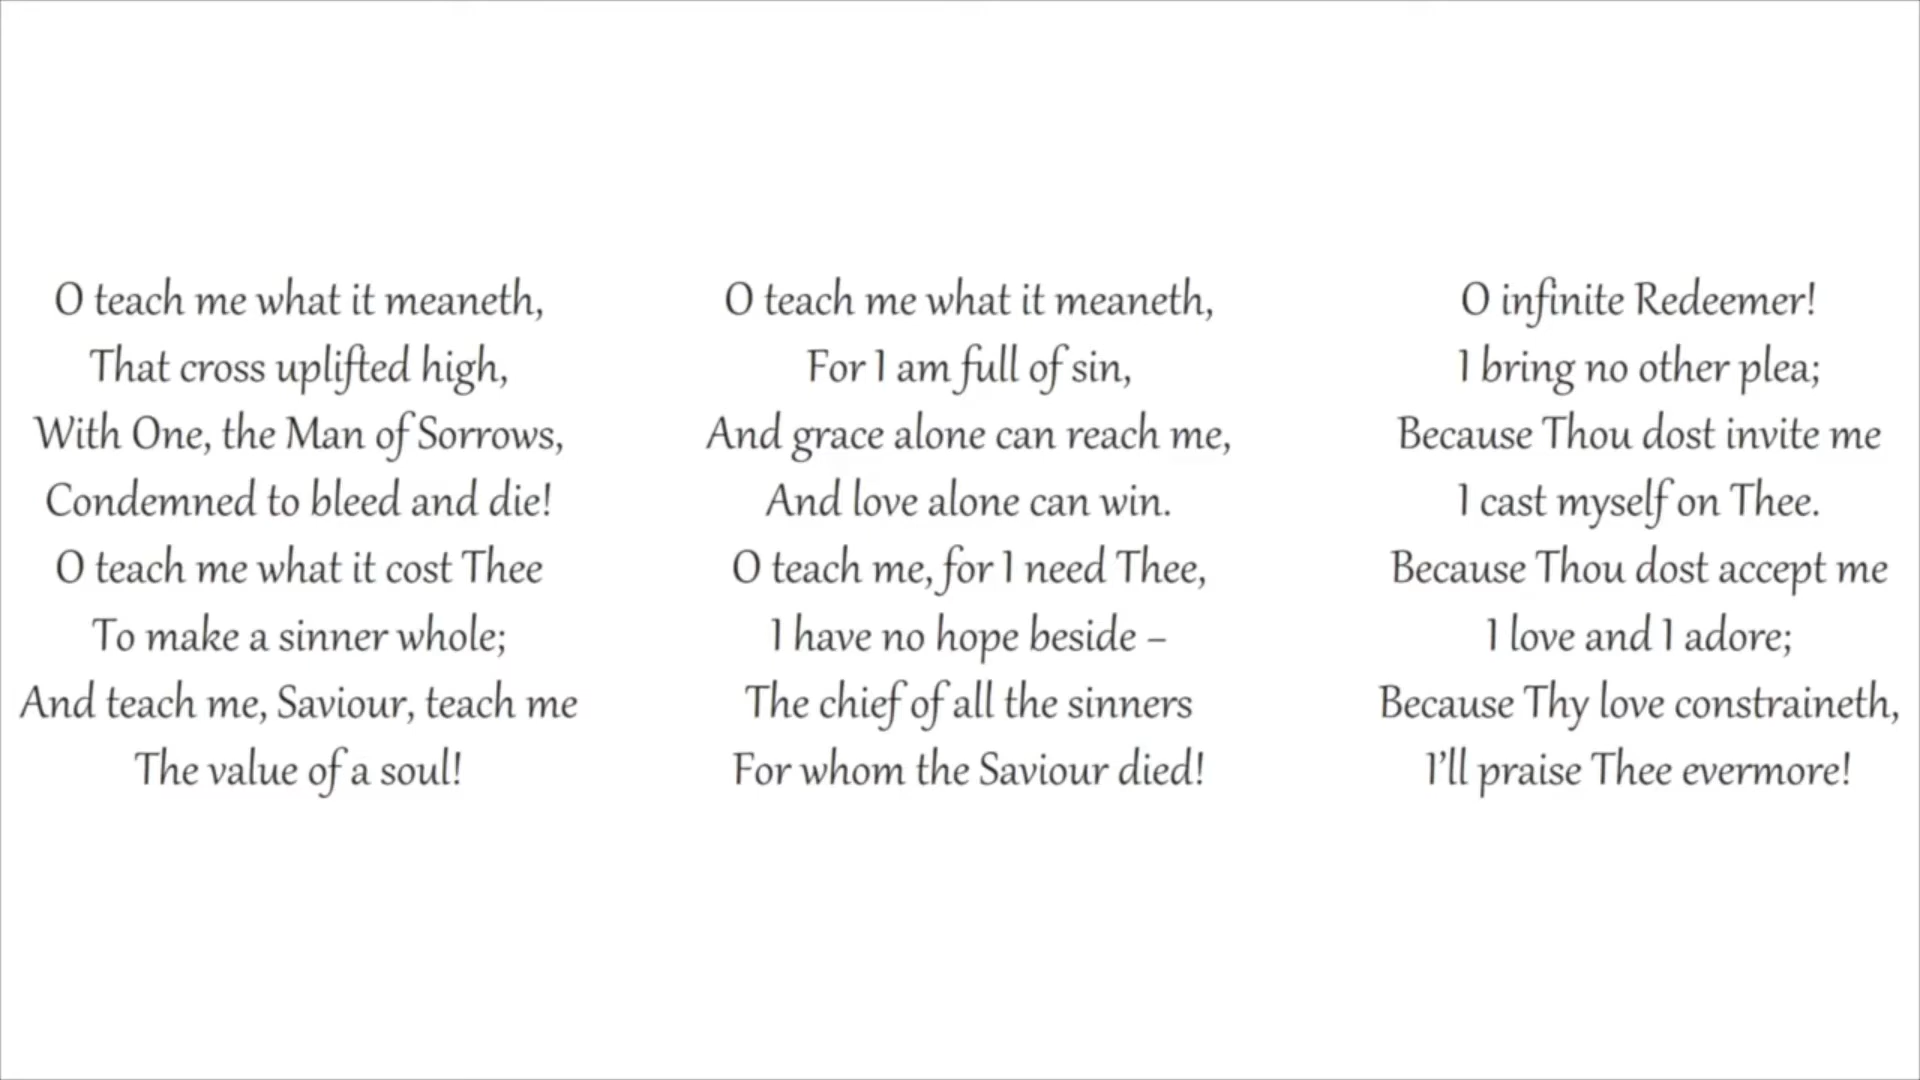 O teach me what it meaneth,
That cross uplifted high,
With One, the Man of Sorrows,
Condemned to bleed and die!
O teach me what it cost Thee
To make a sinner whole;
And teach me, Saviour, teach me
The value of a soul!
O teach me what it meaneth,
For I am full of sin,
And grace alone can reach me,
And love alone can win.
O teach me, for I need Thee,
I have no hope beside –
The chief of all the sinners
For whom the Saviour died!
O infinite Redeemer!
I bring no other plea;
Because Thou dost invite me
I cast myself on Thee.
Because Thou dost accept me
I love and I adore;
Because Thy love constraineth,
I’ll praise Thee evermore!